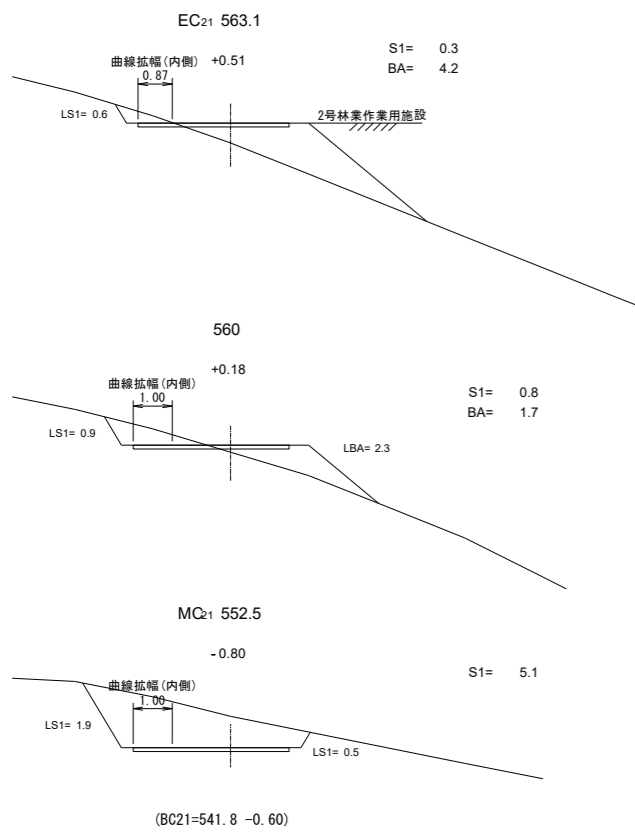 EC21 563.1
+0.51
S1= 0.3
BA= 4.2
曲線拡幅(内側)
0.87
LS1= 0.6
2号林業作業用施設
560
+0.18
S1= 0.8
BA= 1.7
曲線拡幅(内側)
1.00
LS1= 0.9
LBA= 2.3
MC21 552.5
-0.80
S1= 5.1
曲線拡幅(内側)
1.00
LS1= 1.9
LS1= 0.5
(BC21=541.8 -0.60)